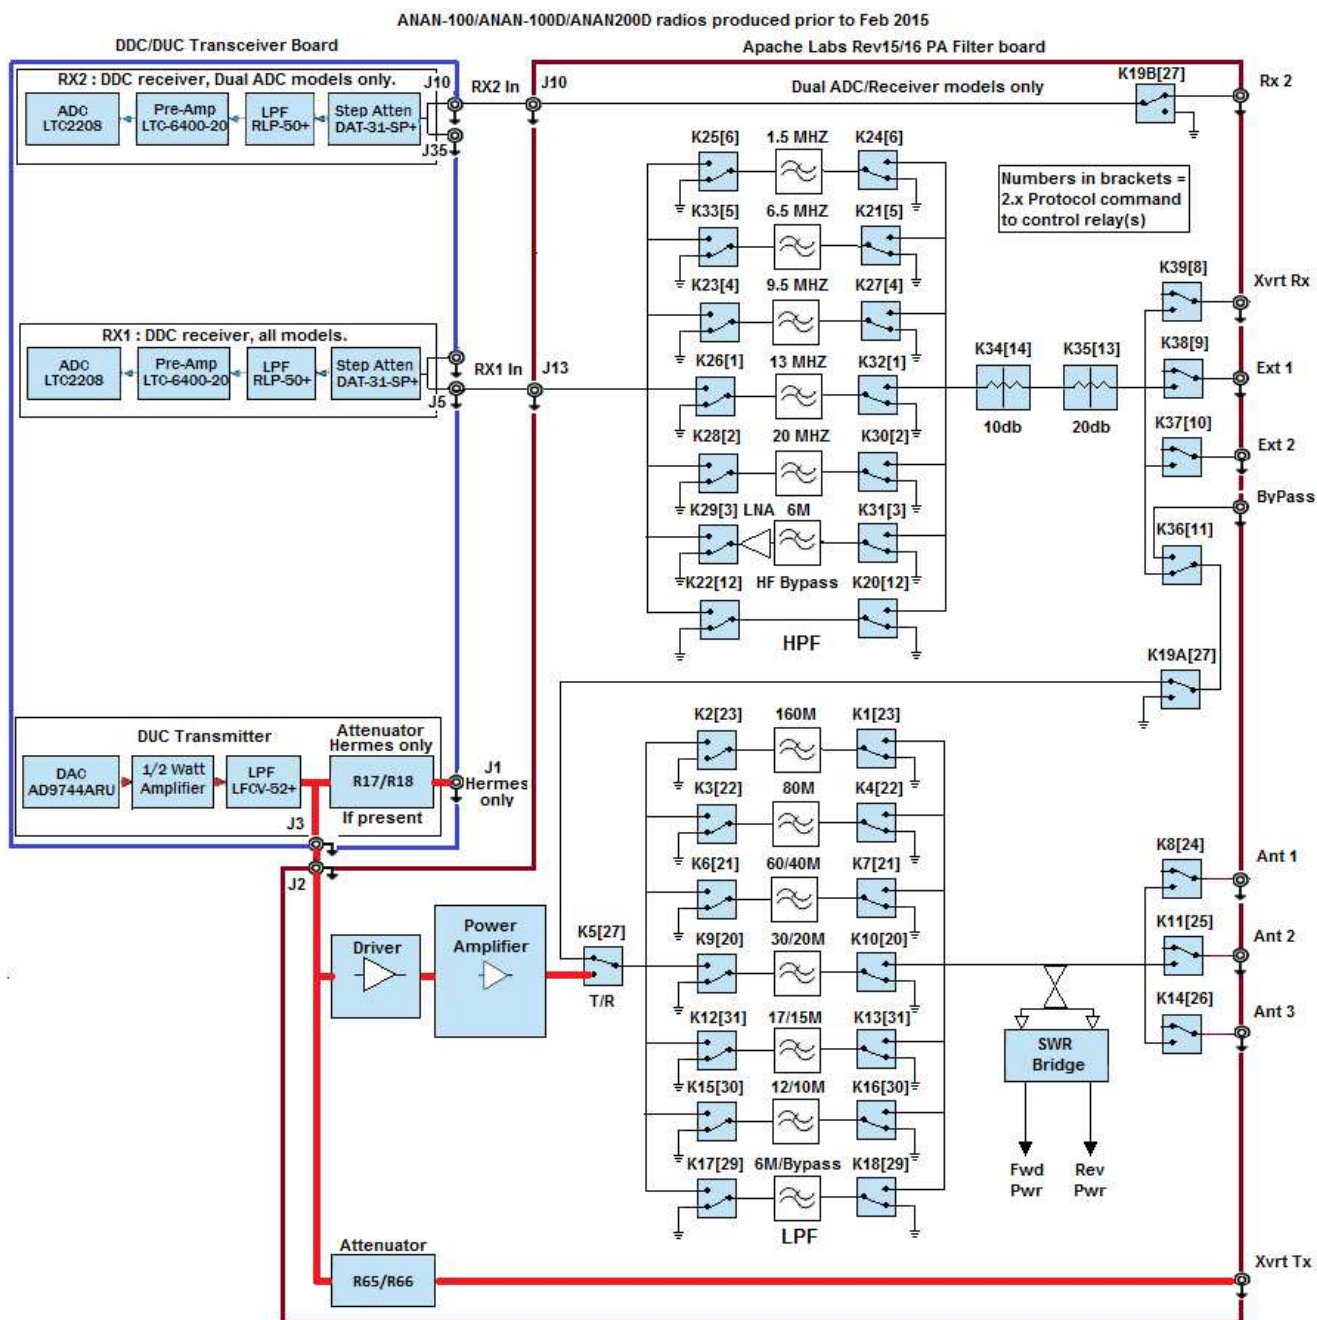 ANAN-100/ANAN-100D/ANAN200D radios produced prior to Feb 2015
DDC/DUC Transceiver Board
Apache Labs Rev15/16 PA Filter board
RX2 : DDC receiver, Dual ADC models only.
J10
RX2 In
J10
Dual ADC/Receiver models only
K19B[27]
Rx 2
ADC
LTC2208
Pre-Amp
LTC-6400-20
LPF
RLP-50+
Step Atten
DAT-31-SP+
J35
K25[6]
1.5 MHZ
K24[6]
Numbers in brackets =
2.x Protocol command
to control relay(s)
K33[5]
6.5 MHZ
K21[5]
K39[8]
Xvrt Rx
K23[4]
9.5 MHZ
K27[4]
RX1 : DDC receiver, all models.
ADC
LTC2208
Pre-Amp
LTC-6400-20
LPF
RLP-50+
Step Atten
DAT-31-SP+
J5
RX1 In
J13
K26[1]
13 MHZ
K32[1]
K34[14]
10db
K35[13]
20db
K38[9]
Ext 1
K28[2]
20 MHZ
K30[2]
K37[10]
Ext 2
ByPass
K29[3]
LNA
6M
K31[3]
K36[11]
K22[12]
HF Bypass
K20[12]
HPF
K19A[27]
DUC Transmitter
Attenuator
Hermes only
DAC
AD9744ARU
1/2 Watt
Amplifier
LPF
LFCV-52+
R17/R18
If present
J1
Hermes
only
J3
J2
K2[23]
160M
K1[23]
K3[22]
80M
K4[22]
K6[21]
60/40M
K7[21]
K8[24]
Ant 1
Driver
Power
Amplifier
K5[27]
T/R
K9[20]
30/20M
K10[20]
K11[25]
Ant 2
K12[31]
17/15M
K13[31]
K14[26]
Ant 3
SWR
Bridge
K15[30]
12/10M
K16[30]
Fwd
Pwr
Rev
Pwr
K17[29]
6M/Bypass
K18[29]
LPF
Attenuator
R65/R66
Xvrt Tx